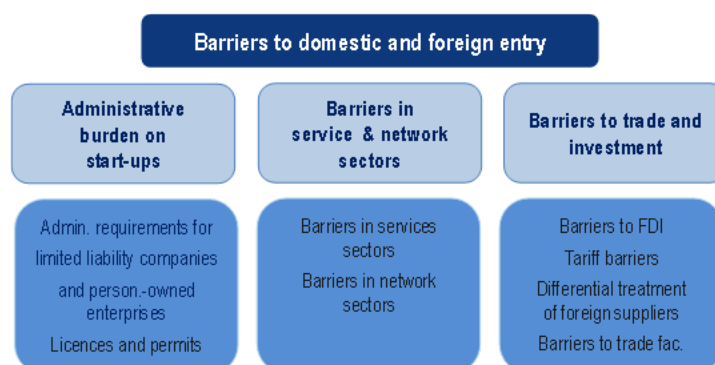 Barriers to domestic and foreign entry
Administrative
burden on
start-ups
Barriers in
service & network
sectors
Barriers to trade and
investment
Admin. requirements for
limited liability companies
and person.-owned
enterprises
Licences and permits
Barriers in services
sectors
Barriers in network
sectors
Barriers to FDI
Tariff barriers
Differential treatment
of foreign suppliers
Barriers to trade fac.